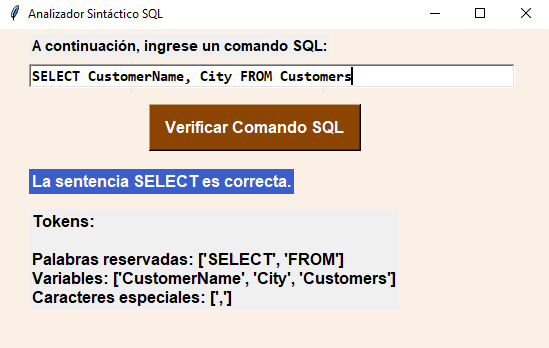 Analizador Sintáctico SQL
A continuación, ingrese un comando SQL:
SELECT CustomerName, City FROM Customers
Verificar Comando SQL
La sentencia SELECT es correcta.
Tokens:
Palabras reservadas: ['SELECT', 'FROM']
Variables: ['CustomerName', 'City', 'Customers']
Caracteres especiales: [',']